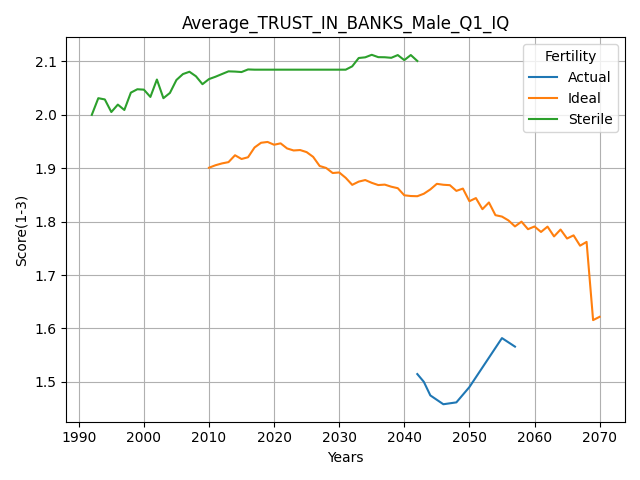 Average_TRUST_IN_BANKS_Male_Q1_IQ
Fertility
Actual
Ideal
Sterile
Score(1-3)
2.1
2.0
1.9
1.8
1.7
1.6
1.5
1990 2000 2010 2020 2030 2040 2050 2060 2070
Years